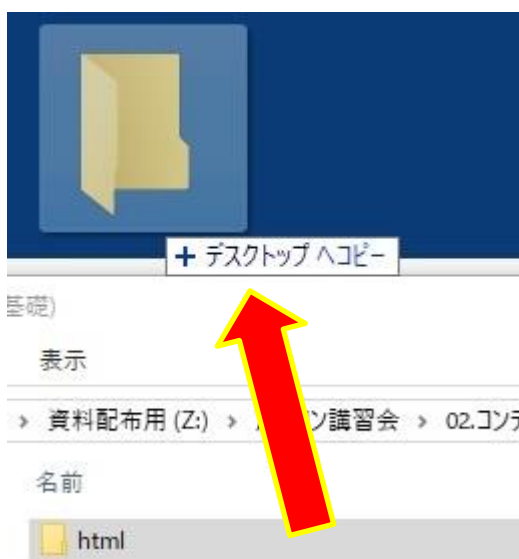 + デスクトップ へコピー
基礎)
表示
› 資料配布用 (Z:) › ン講習会 › 02.コンテ
名前
html